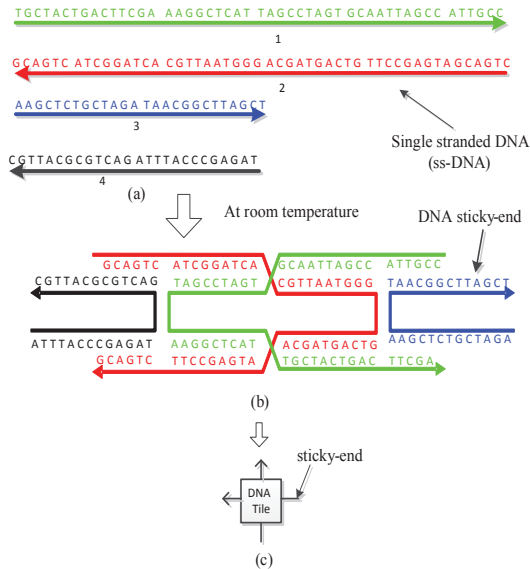 TGCTACTGACTTCGA AAGGCTCAT TAGCCTAGT GCAATTAGCC ATTGCC
1
GCAGTC ATCGGATCA CGTTAATGGG ACGATGACTG TTCCGAGTAGCAGTC
2
AAGCTCTGCTAGA TAACGGCTTAGCT
3
Single stranded DNA
(ss-DNA)
CGTTACGCGTCAG ATTTACCCGAGAT
4
(a)
At room temperature
DNA sticky-end
GCAGTC ATCGGATCA GCAATTAGCC ATTGCC
CGTTACGCGTCAG TAGCCTAGT CGTTAATGGG TAACGGCTTAGCT
ATTTACCCGAGAT AAGGCTCAT ACGATGACTG AAGCTCTGCTAGA
GCAGTC TTCCGAGTA TGCTACTGAC TTCGA
(b)
sticky-end
DNA
Tile
(c)